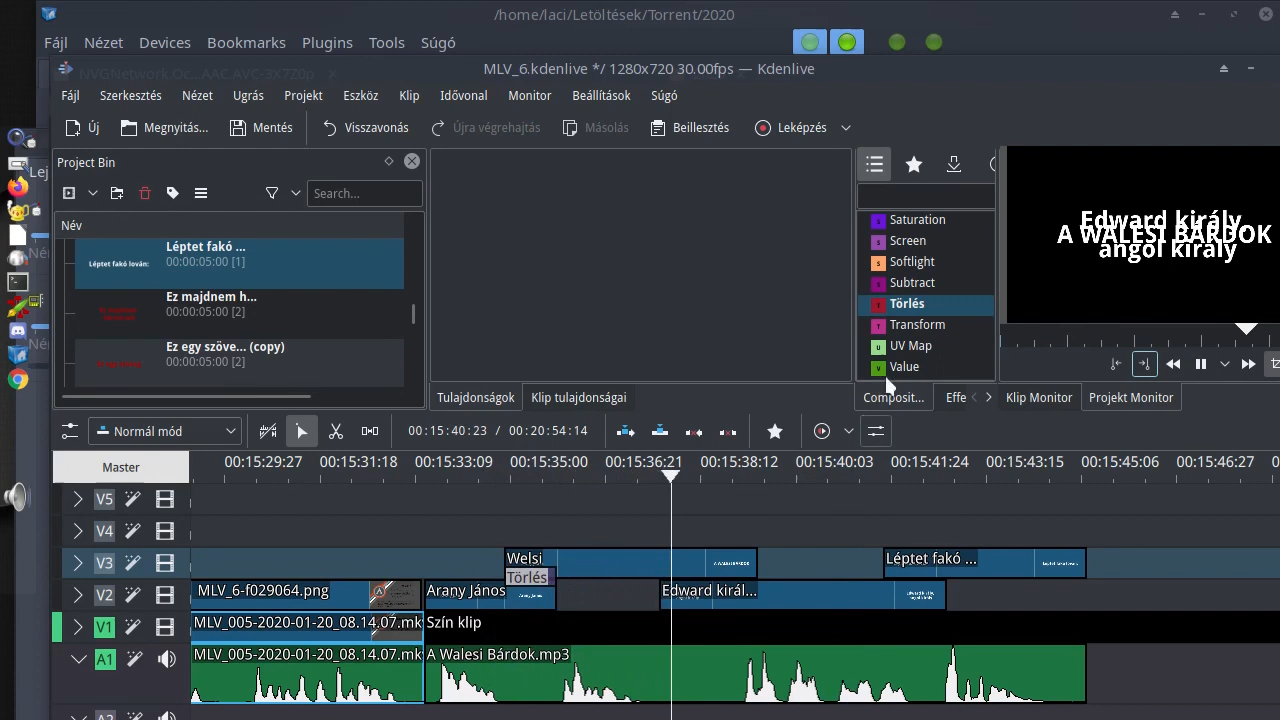 /home/laci/Letöltések/Torrent/2020
Fájl Nézet Devices Bookmarks Plugins Tools Súgó
MLV_6.kdenlive */ 1280x720 30.00fps — Kdenlive
Fájl Szerkesztés Nézet Ugrás Projekt Eszköz Klip Idővonal Monitor Beállítások Súgó
Új Megnyitás... Mentés Visszavonás Újra végrehajtás Másolás Beillesztés Leképzés
Project Bin
Search...
Név
Léptet fakó ...
00:00:05:00 [1]
Léptet fakó lován:
Ez majdnem h...
00:00:05:00 [2]
Ez egy szöve... (copy)
00:00:05:00 [2]
Saturation
Screen
Softlight
Subtract
Törlés
Transform
UV Map
Value
Edward király
A WALESI BÁRDOK
angol király
Tulajdonságok Klip tulajdonságai
Composit... Effe
Klip Monitor Projekt Monitor
Normál mód
00:15:40:23 / 00:20:54:14
Master
00:15:29:27 00:15:31:18 00:15:33:09 00:15:35:00 00:15:36:21 00:15:38:12 00:15:40:03 00:15:41:24 00:15:43:15 00:15:45:06 00:15:46:27 00
V5
V4
V3 Welsi Léptet fakó ...
Törlés
V2 MLV_6-f029064.png Arany János Edward királ...
V1 MLV_005-2020-01-20_08.14.07.mk Szín klip
A1 MLV_005-2020-01-20_08.14.07.mk A Walesi Bárdok.mp3
A2